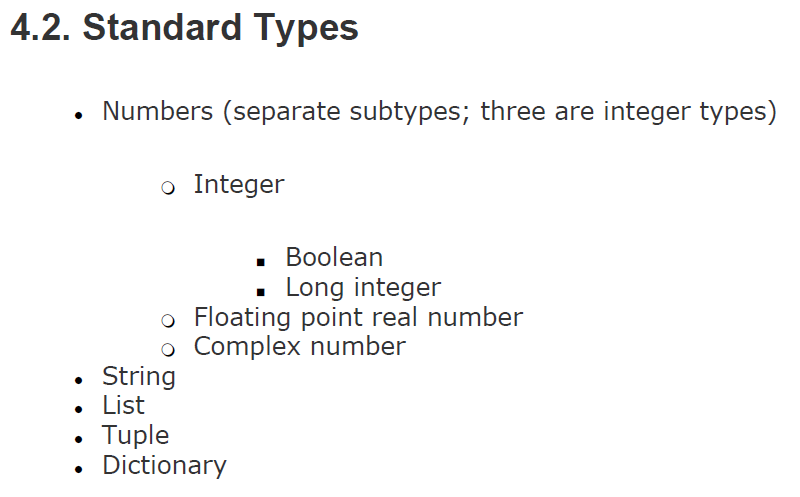 4.2. Standard Types
• Numbers (separate subtypes; three are integer types)
○ Integer
▪ Boolean
▪ Long integer
○ Floating point real number
○ Complex number
• String
• List
• Tuple
• Dictionary